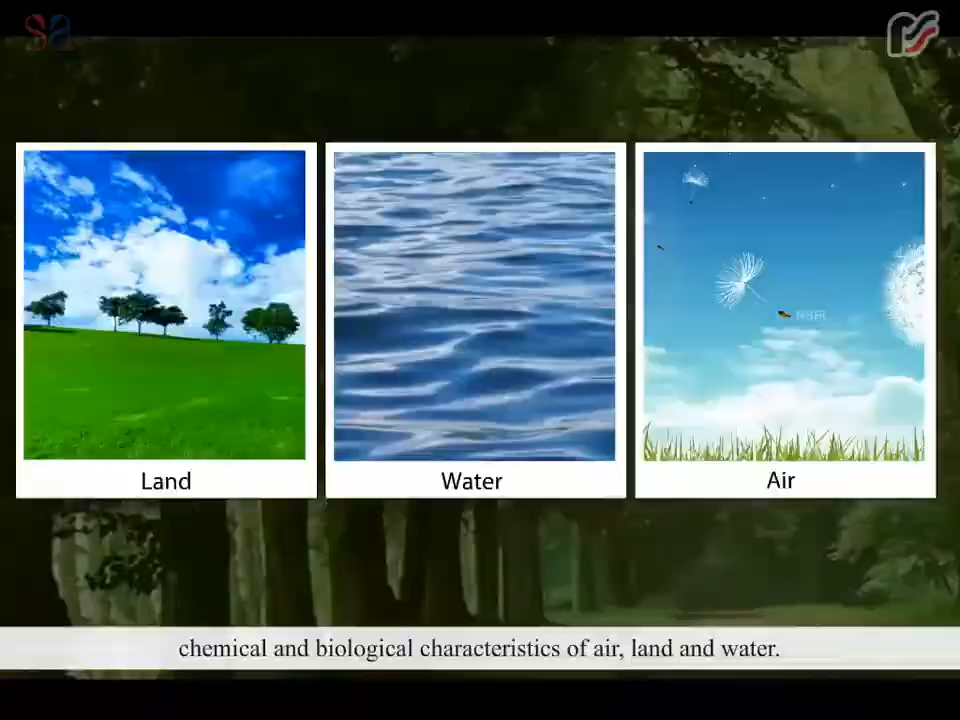 Land
Water
Air
chemical and biological characteristics of air, land and water.